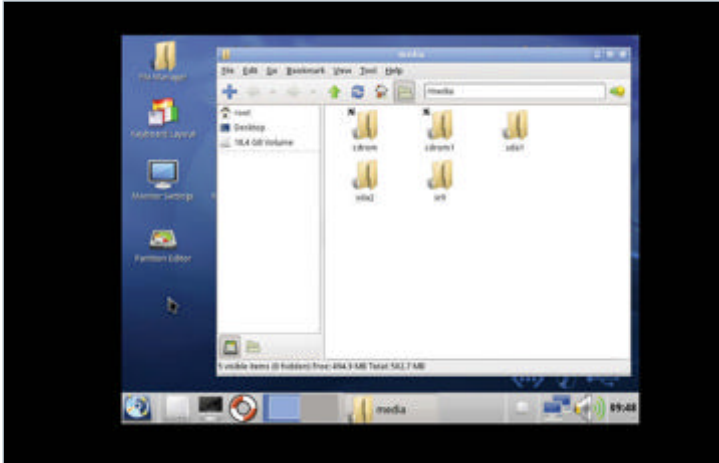 File Manager
Keyboard Layout
Monitor Settings
Partition Editor
media
File Edit Go Bookmark View Tool Help
/media
root
Desktop
18.4 GB Volume
cdrom
cdrom1
sda1
sda2
sr0
5 visible items (0 hidden) Free: 494.9 MB Total: 502.7 MB
media
09:48